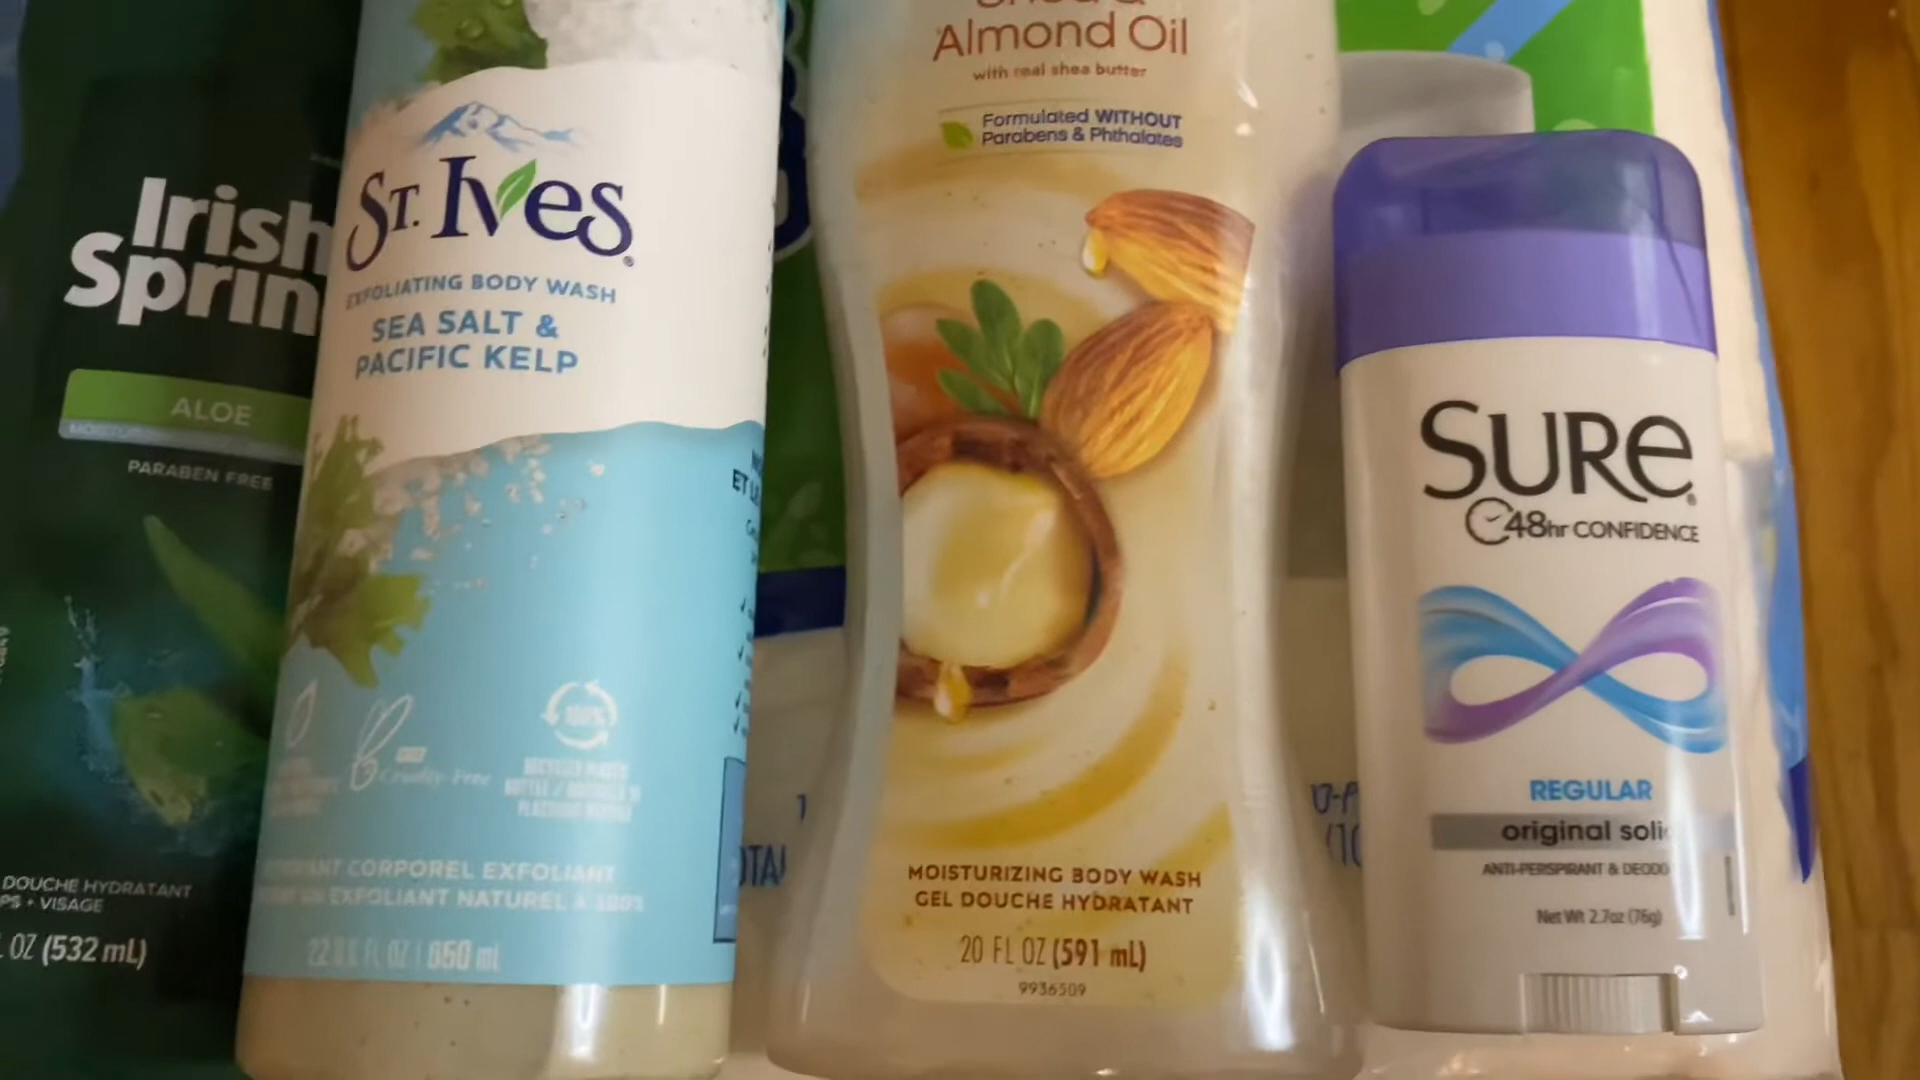 Irish
Sprin
ALOE
PARABEN FREE
DOUCHE HYDRATANT
PS + VISAGE
OZ (532 mL)
ST. IVES
EXFOLIATING BODY WASH
SEA SALT &
PACIFIC KELP
100%
Cruelty-Free
CORPOREL EXFOLIANT
EXFOLIANT NATUREL À 100%
FL OZ | 650 mL
ET
Almond Oil
with real shea butter
Formulated WITHOUT
Parabens & Phthalates
MOISTURIZING BODY WASH
GEL DOUCHE HYDRATANT
20 FL OZ (591 mL)
9936509
SURE
48hr CONFIDENCE
REGULAR
original soli
ANTI-PERSPIRANT & DEODO
Net Wt 2.7oz (76g)